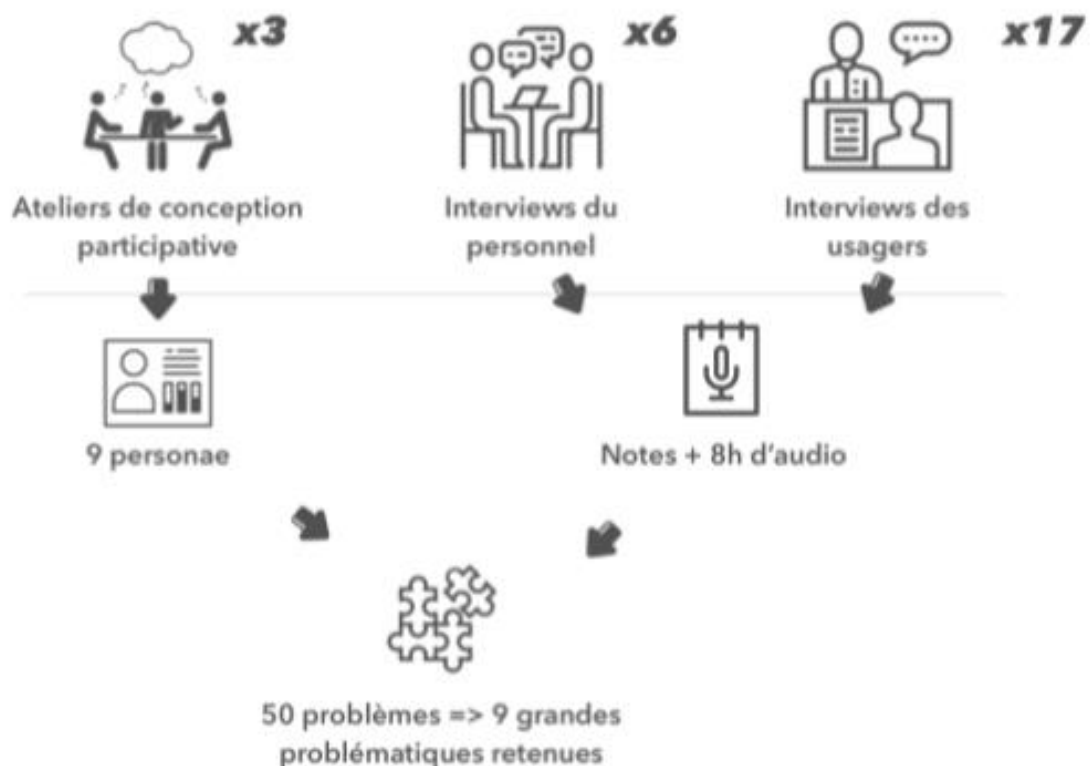 x3
x6
x17
Ateliers de conception
participative
Interviews du
personnel
Interviews des
usagers
9 personae
Notes + 8h d'audio
50 problèmes => 9 grandes
problématiques retenues